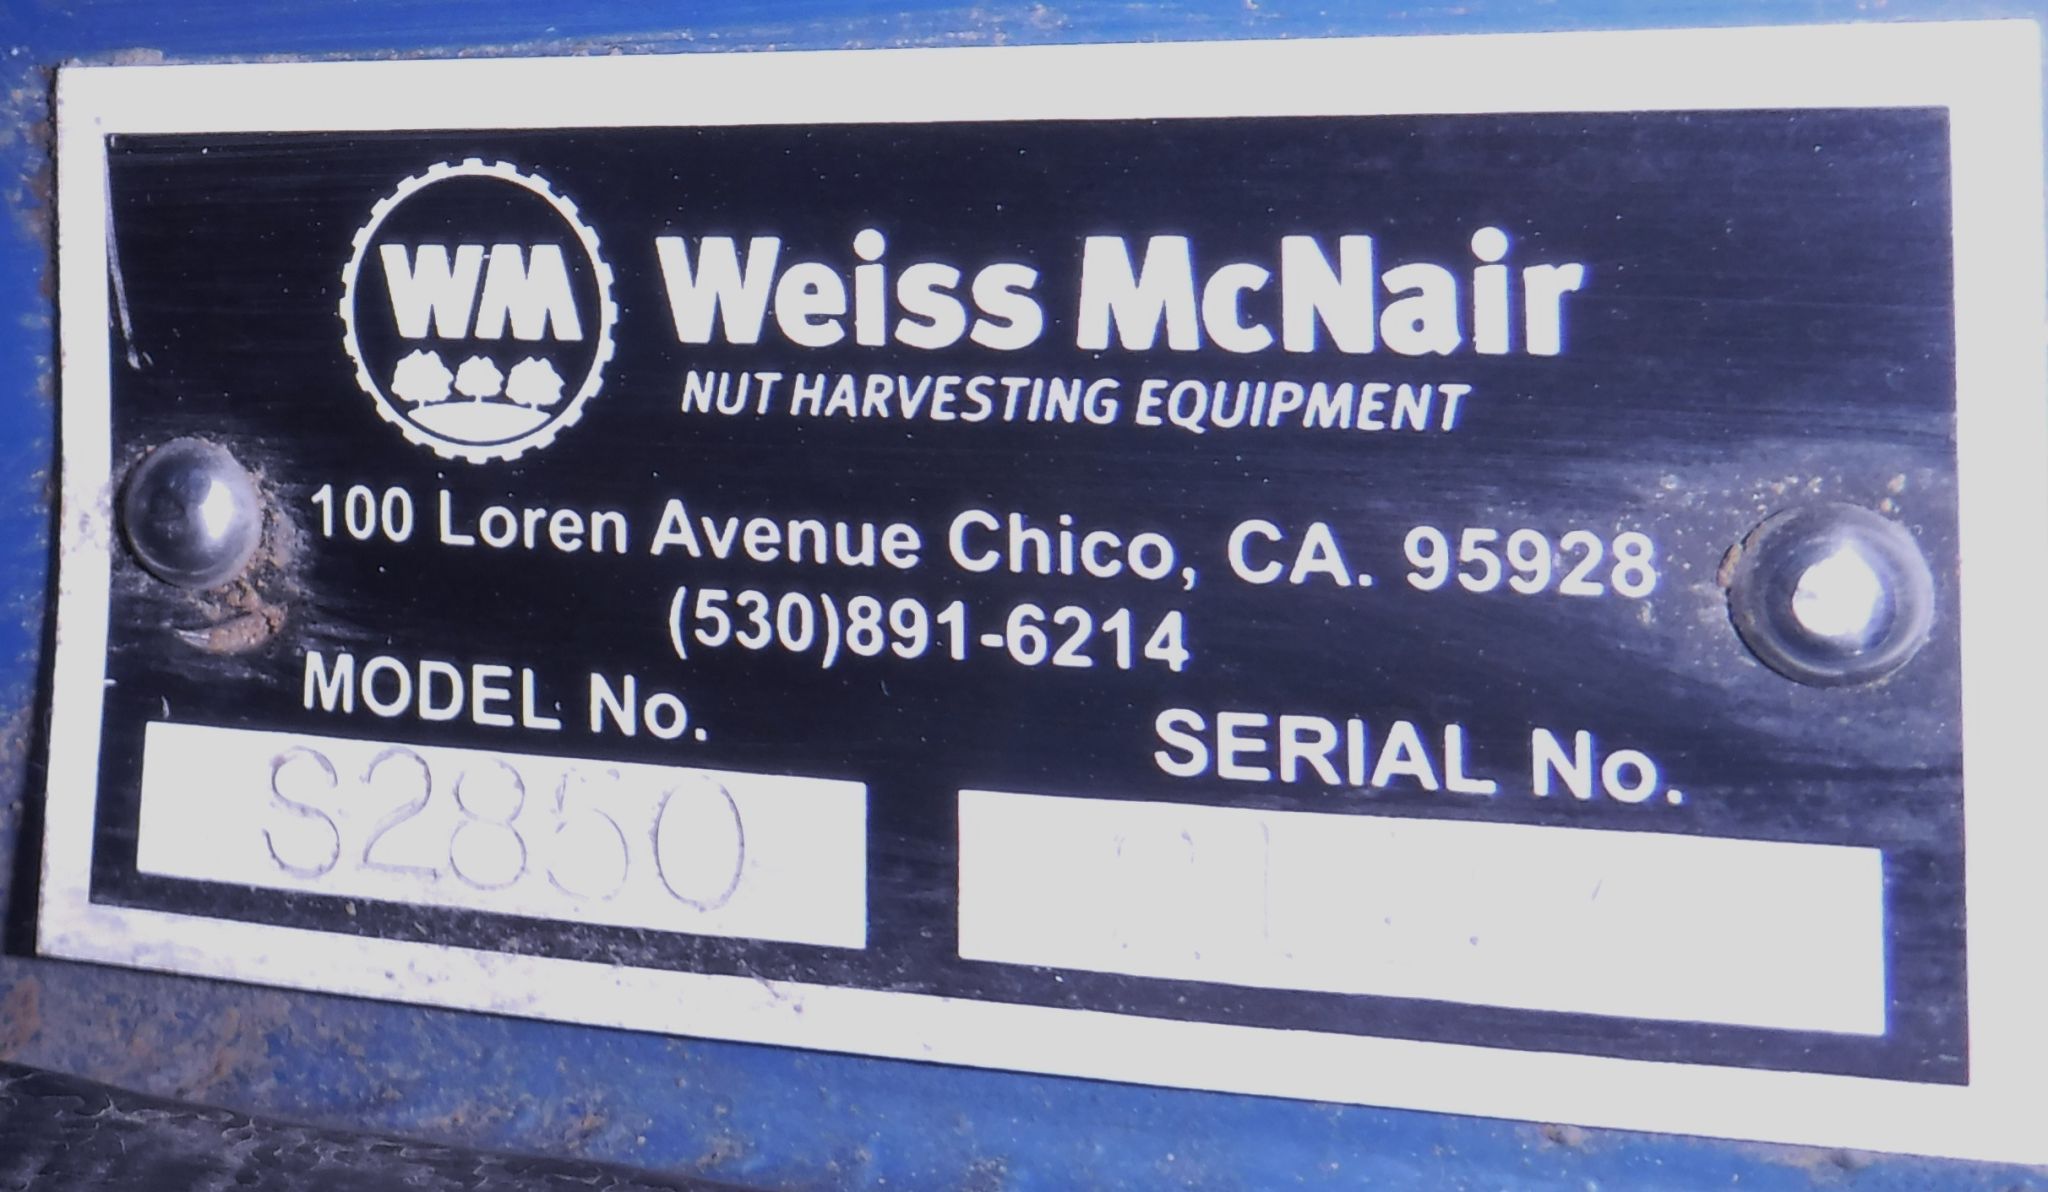 WM Weiss McNair
NUT HARVESTING EQUIPMENT
100 Loren Avenue Chico, CA. 95928
(530)891-6214
MODEL No.
SERIAL No.
S2850